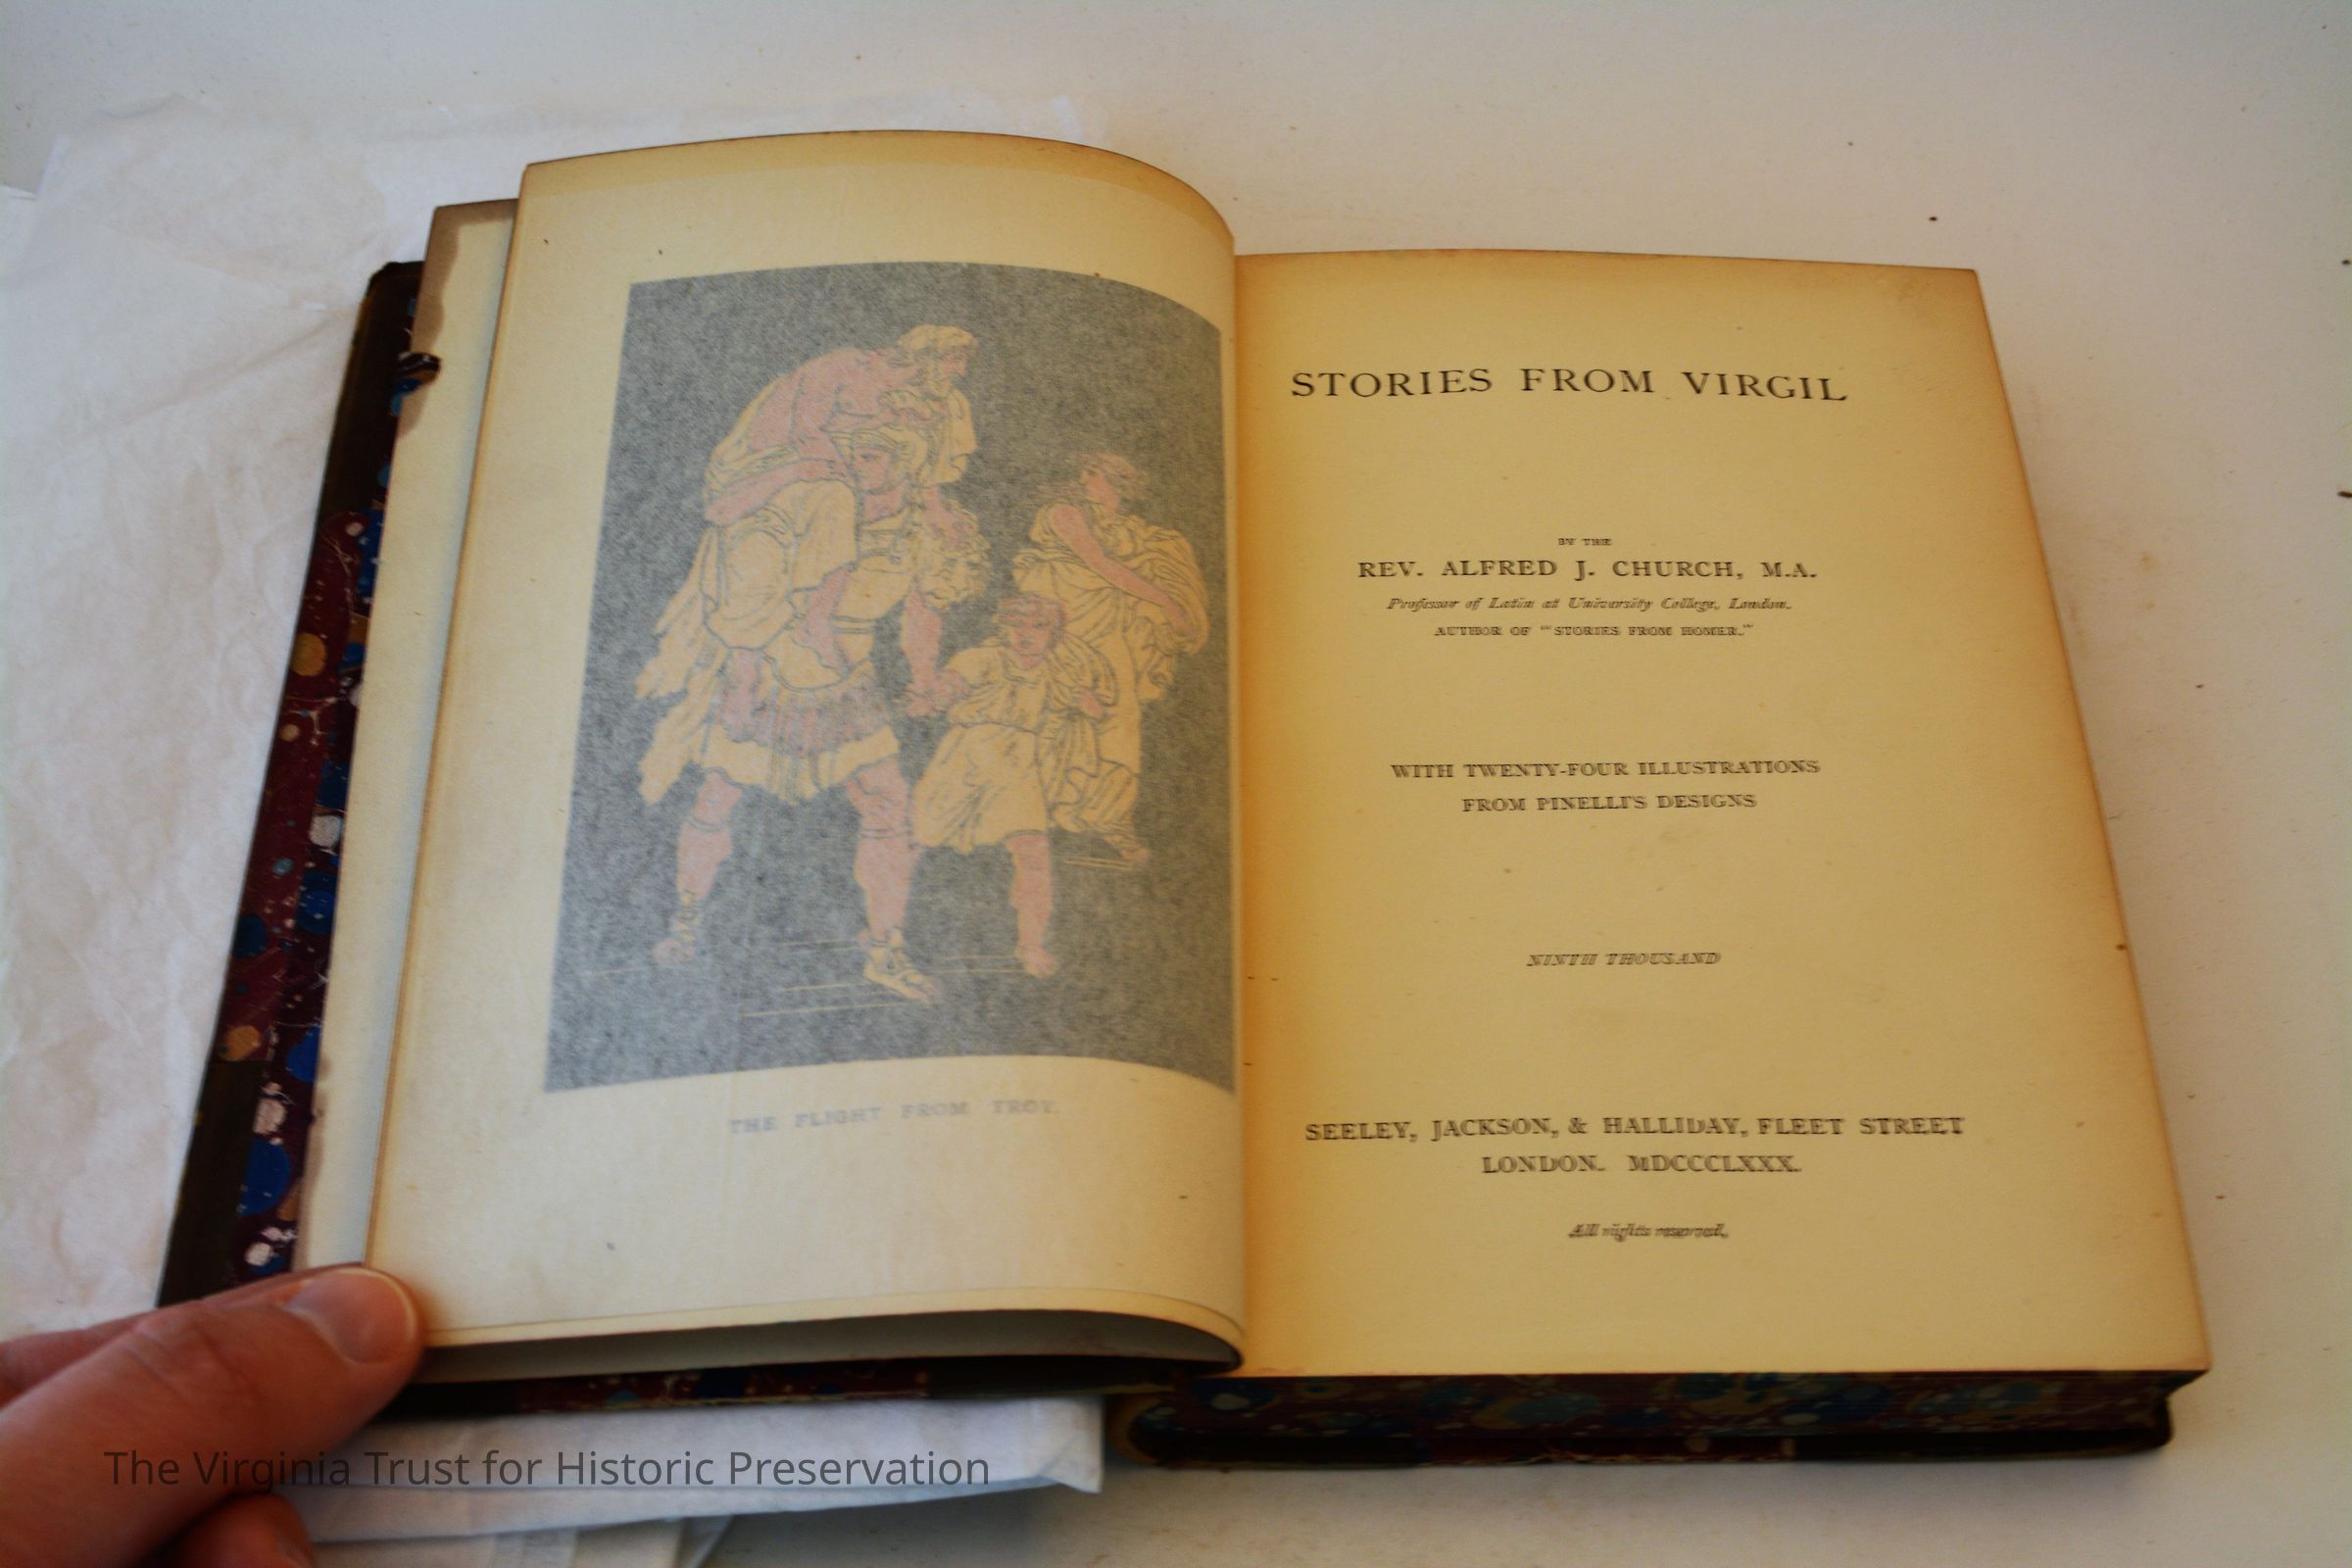 THE FLIGHT FROM TROY.
STORIES FROM VIRGIL
BY THE
REV. ALFRED J. CHURCH, M.A.
Professor of Latin at University College, London.
AUTHOR OF "STORIES FROM HOMER."
WITH TWENTY-FOUR ILLUSTRATIONS
FROM PINELLI'S DESIGNS
NINTH THOUSAND
SEELEY, JACKSON, & HALLIDAY, FLEET STREET
LONDON. MDCCCLXXX.
All rights reserved.
The Virginia Trust for Historic Preservation